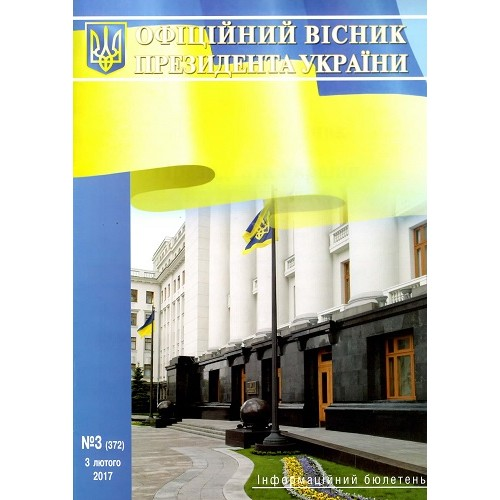 ОФІЦІЙНИЙ ВІСНИК
ПРЕЗИДЕНТА УКРАЇНИ
№3 (372)
3 лютого
2017
Інформаційний бюлетень